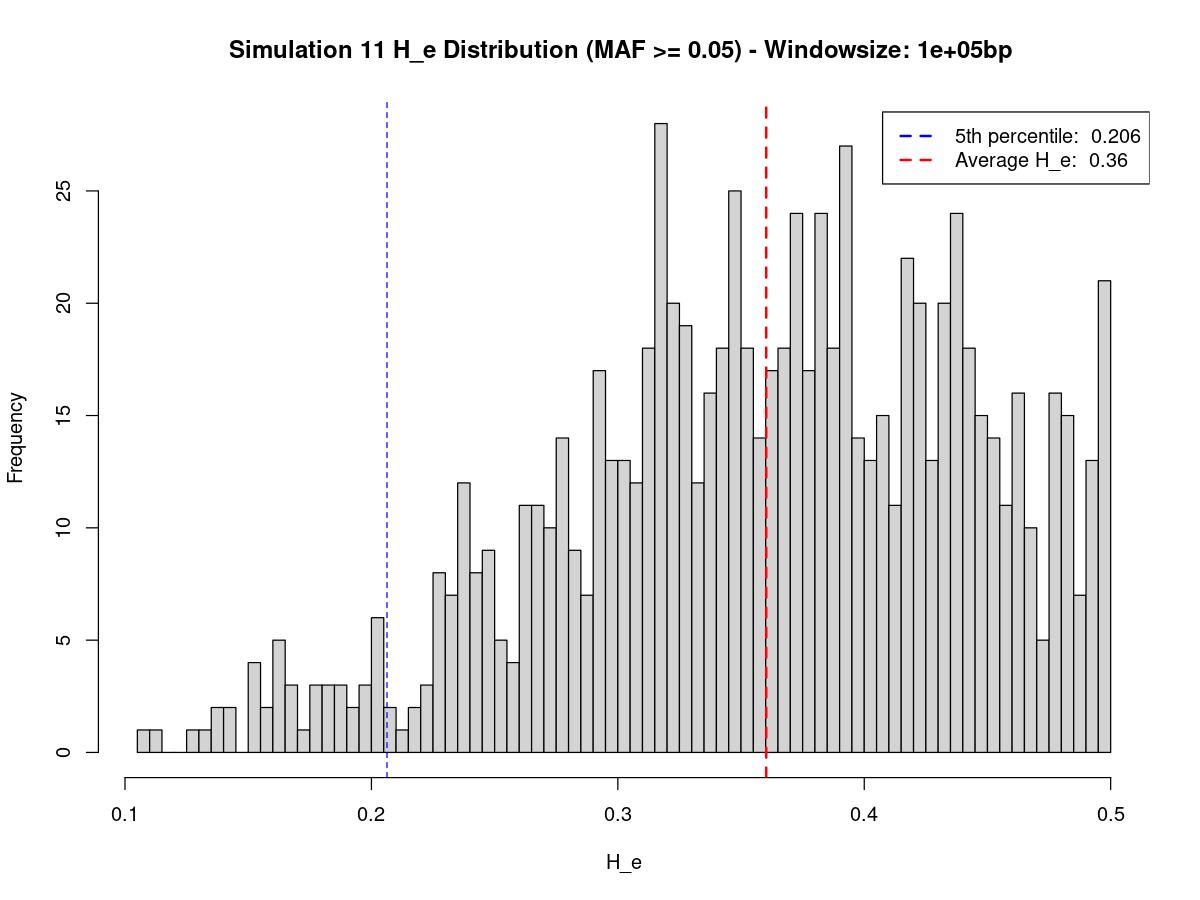 Simulation 11 H_e Distribution (MAF >= 0.05) - Windowsize: 1e+05bp
5th percentile:  0.206
Average H_e:  0.36
Frequency
25
20
15
10
5
0
0.1 0.2 0.3 0.4 0.5
H_e